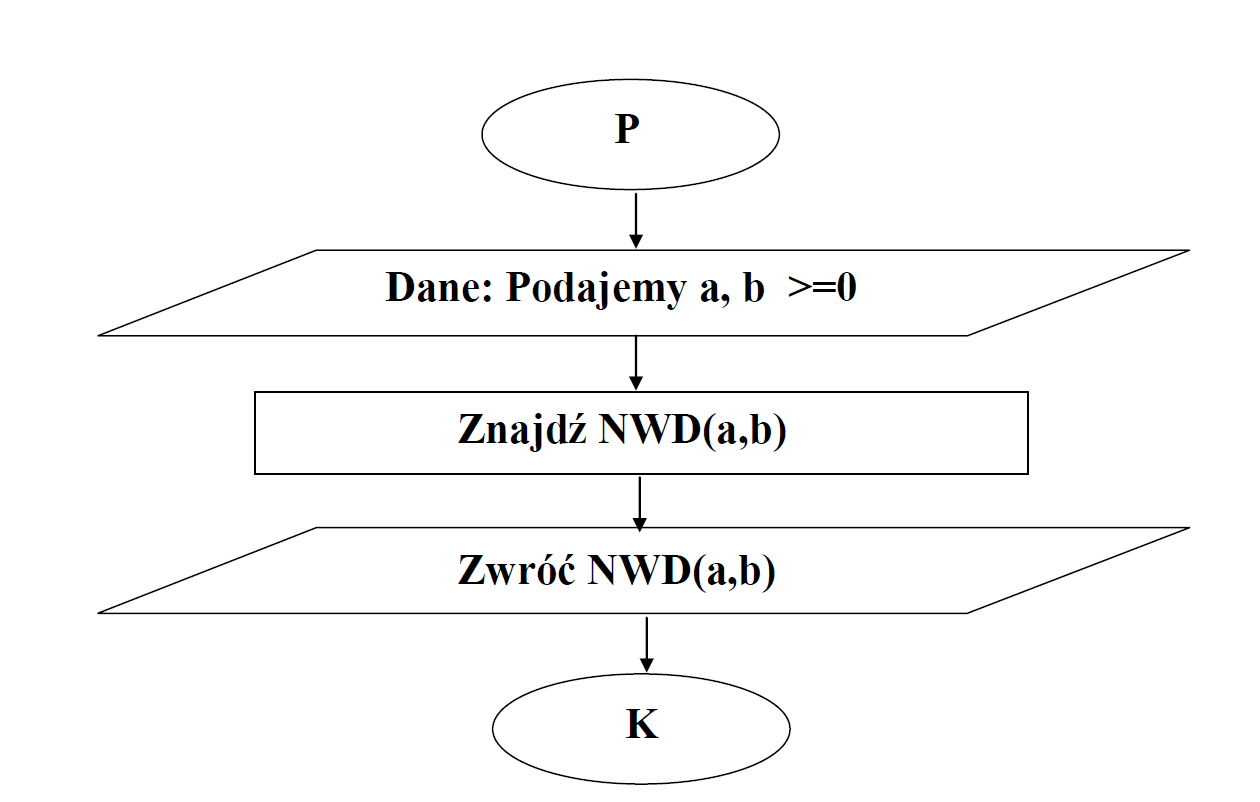 P
Dane: Podajemy a, b >=0
Znajdź NWD(a,b)
Zwróć NWD(a,b)
K